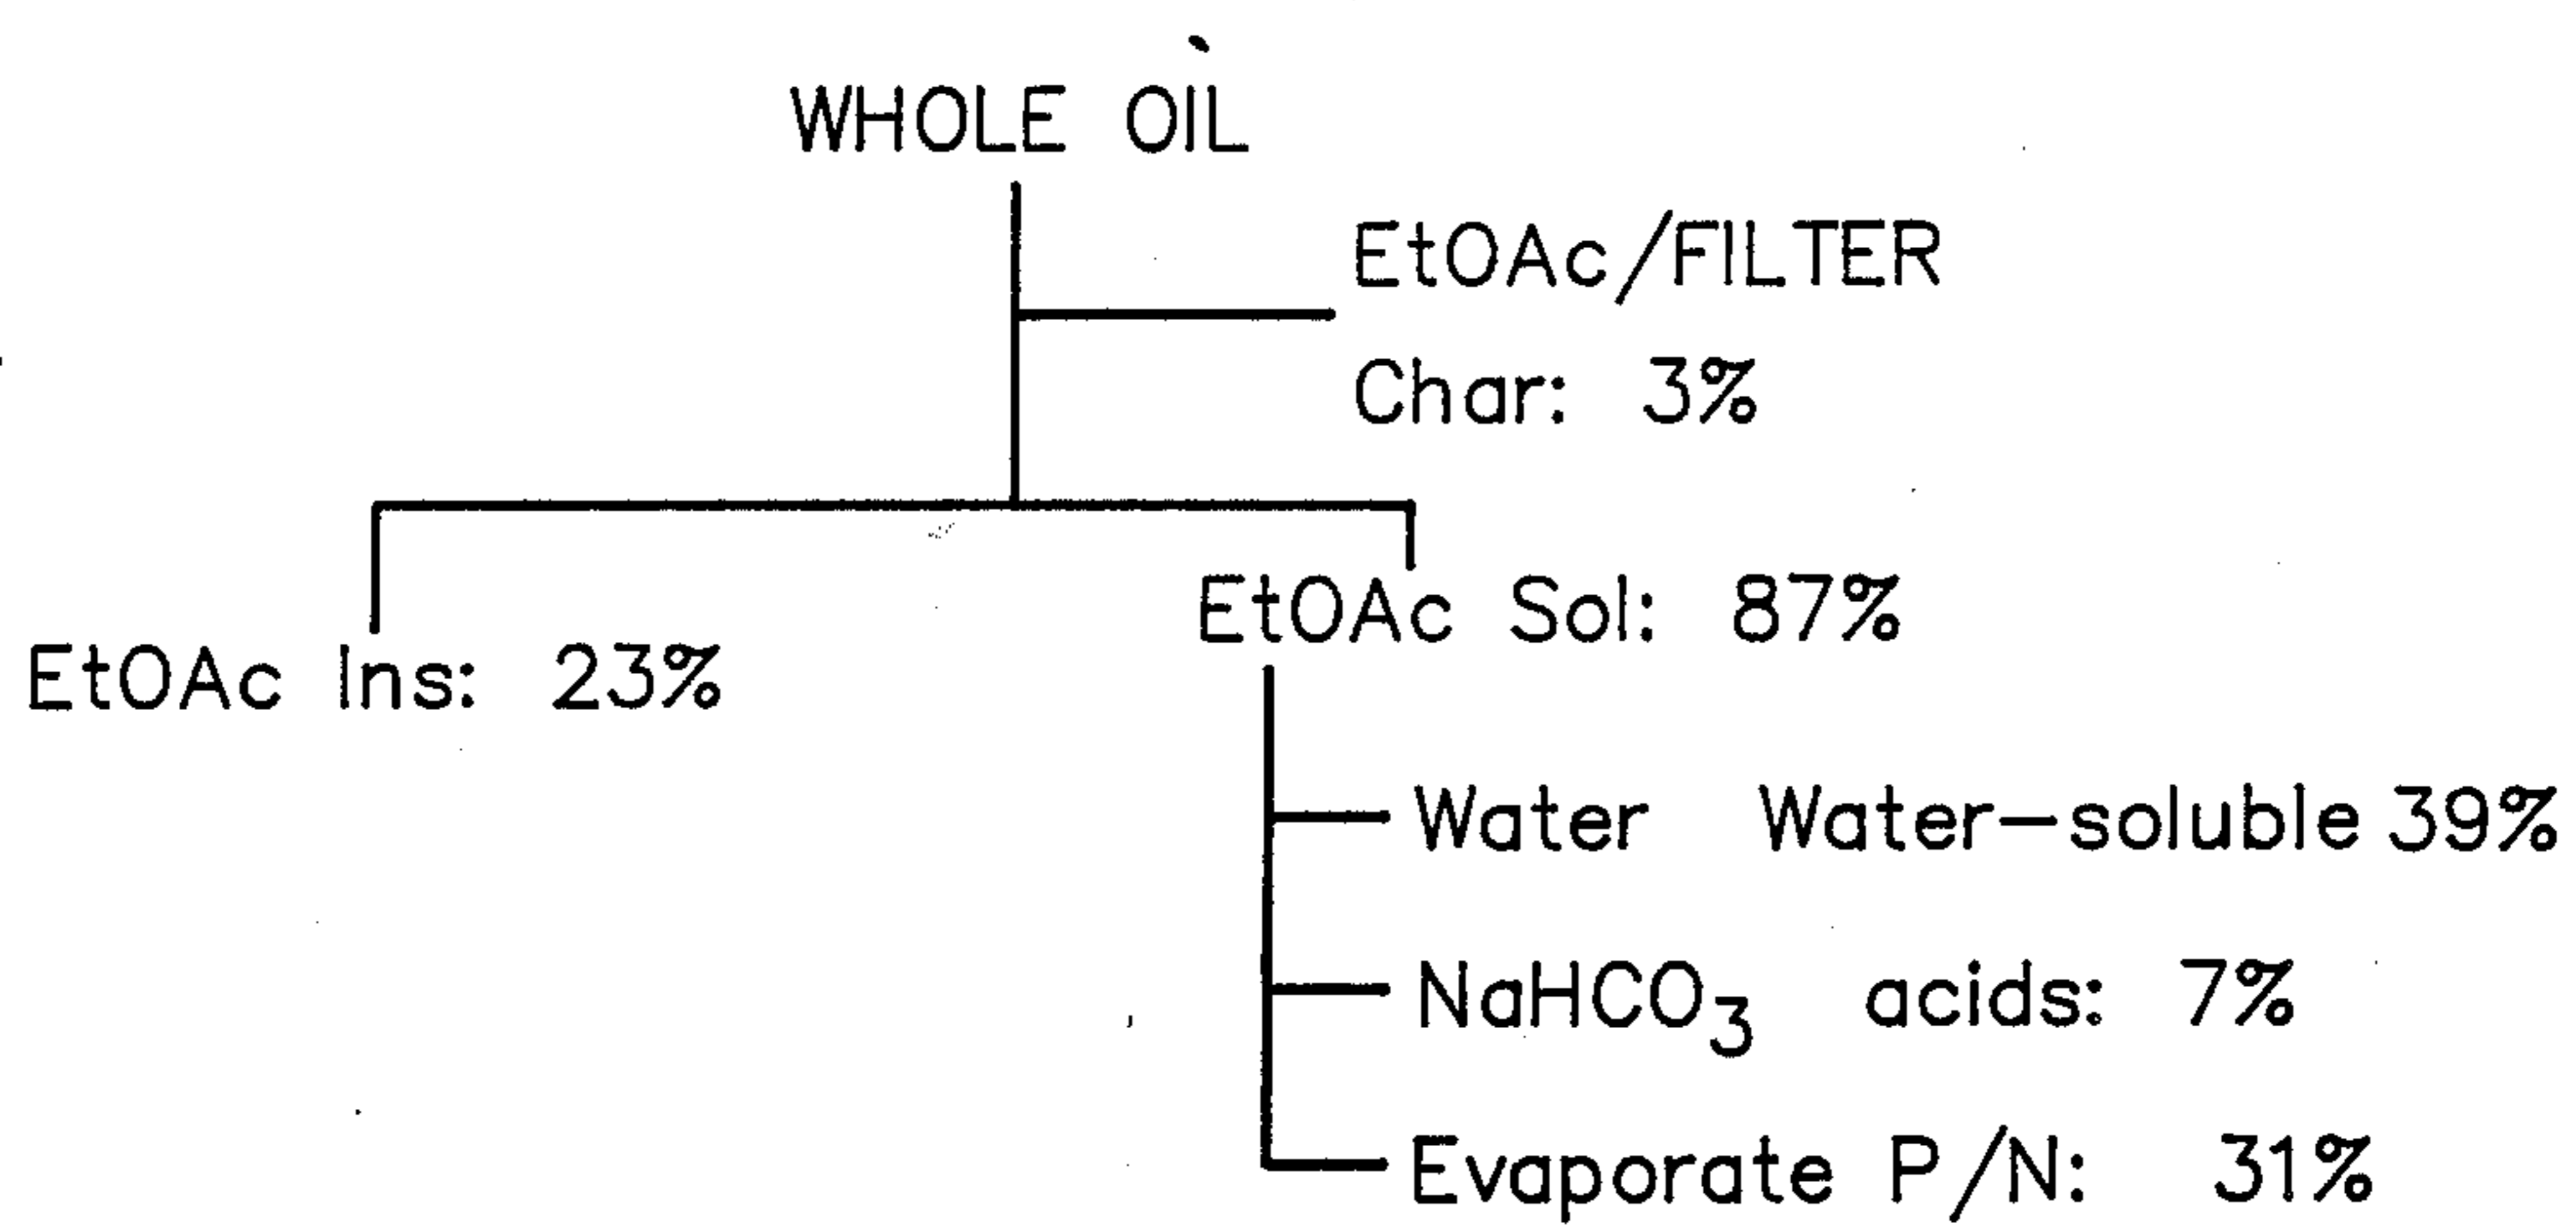 WHOLE OIL
EtOAc/FILTER
Char: 3%
EtOAc Sol: 87%
EtOAc Ins: 23%
Water Water-soluble 39%
NaHCO3 acids: 7%
Evaporate P/N: 31%